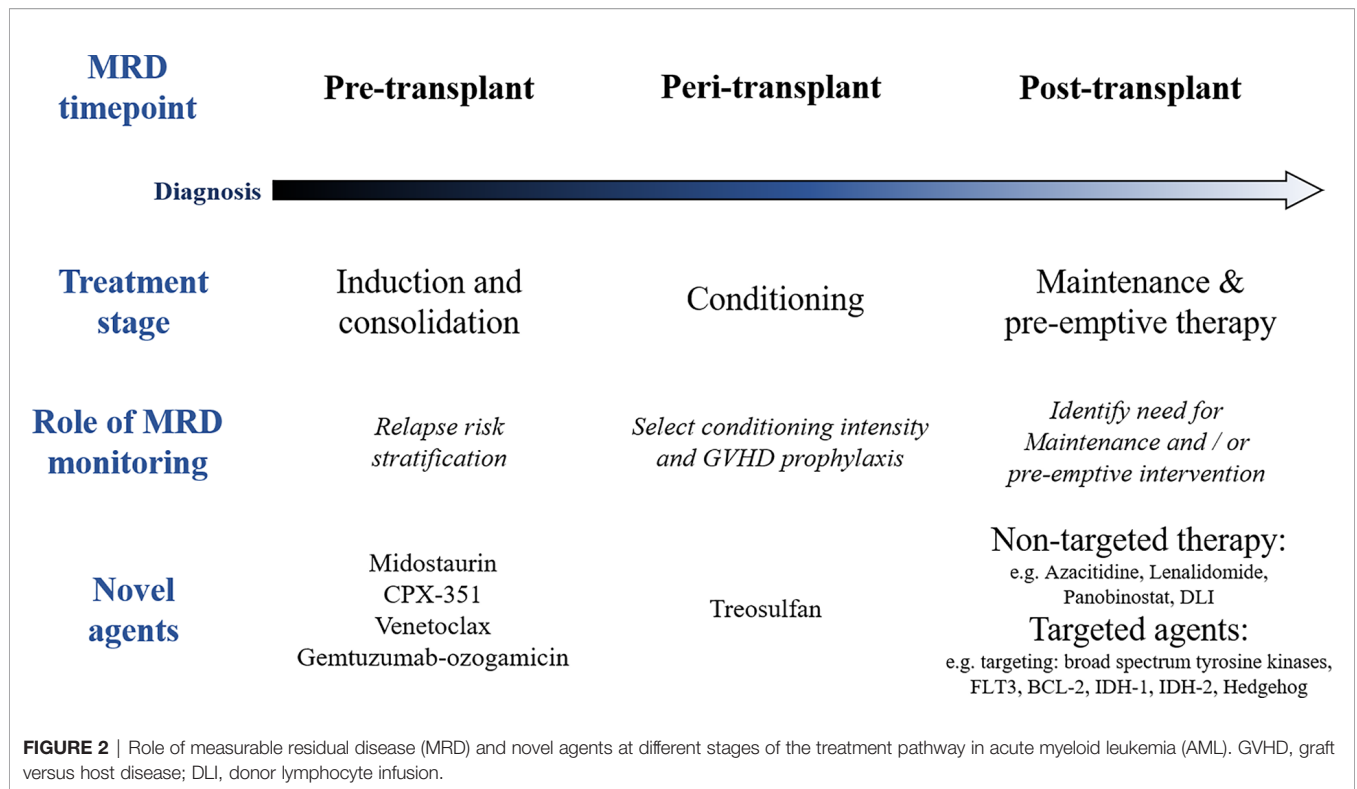 MRD
timepoint
Pre-transplant
Peri-transplant
Post-transplant
Diagnosis
Treatment
stage
Induction and
consolidation
Conditioning
Maintenance &
pre-emptive therapy
Role of MRD
monitoring
Relapse risk
stratification
Select conditioning intensity
and GVHD prophylaxis
Identify need for
Maintenance and / or
pre-emptive intervention
Novel
agents
Midostaurin
CPX-351
Venetoclax
Gemtuzumab-ozogamicin
Treosulfan
Non-targeted therapy:
e.g. Azacitidine, Lenalidomide,
Panobinostat, DLI
Targeted agents:
e.g. targeting: broad spectrum tyrosine kinases,
FLT3, BCL-2, IDH-1, IDH-2, Hedgehog
FIGURE 2 | Role of measurable residual disease (MRD) and novel agents at different stages of the treatment pathway in acute myeloid leukemia (AML). GVHD, graft
versus host disease; DLI, donor lymphocyte infusion.